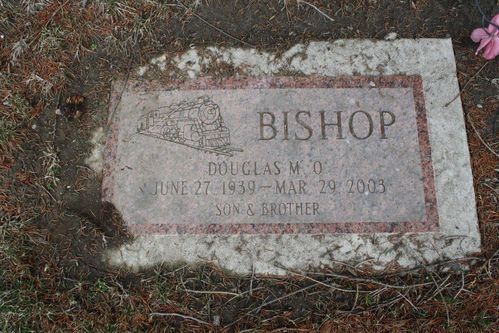 BISHOP
DOUGLAS M. 'O'
JUNE 27, 1939 — MAR. 29, 2003
SON & BROTHER